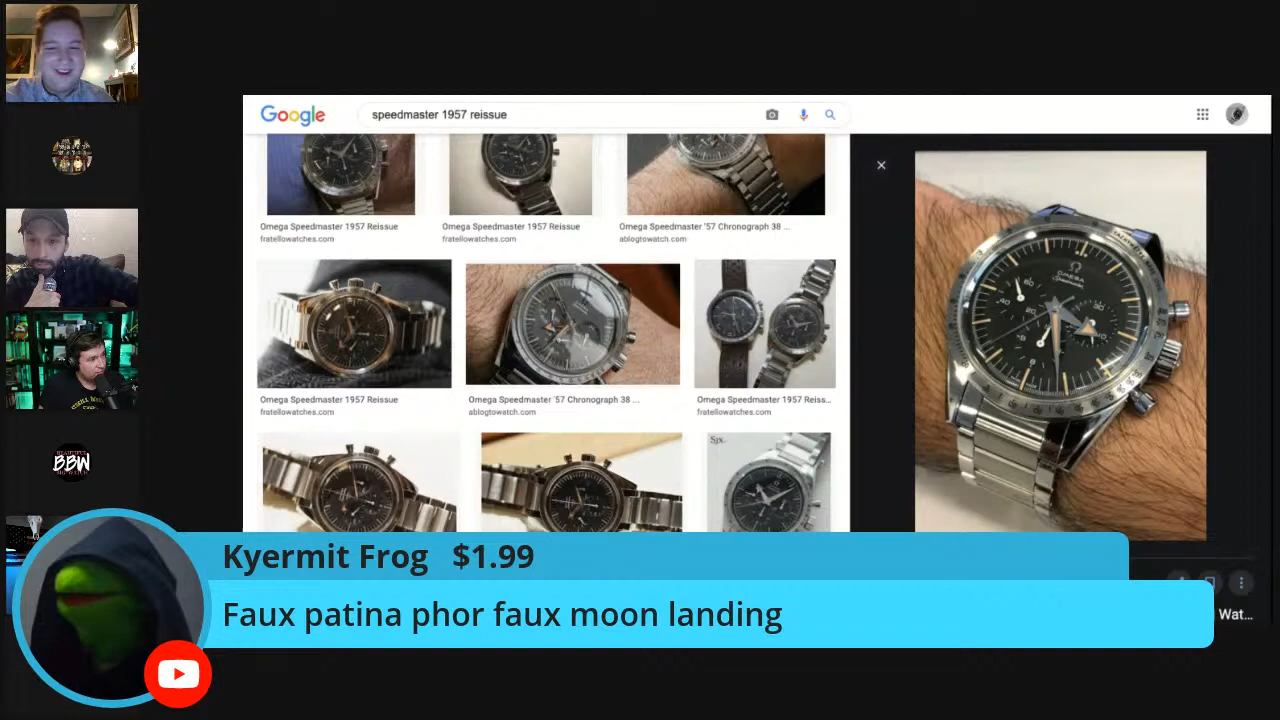 Google
speedmaster 1957 reissue
Omega Speedmaster 1957 Reissue
fratellowatches.com
Omega Speedmaster 1957 Reissue
fratellowatches.com
Omega Speedmaster '57 Chronograph 38 ...
ablogtowatch.com
Omega Speedmaster 1957 Reissue
fratellowatches.com
Omega Speedmaster '57 Chronograph 38 ...
ablogtowatch.com
Omega Speedmaster 1957 Reiss...
fratellowatches.com
SJX.
OMEGA
Speedmaster
BBW
Kyermit Frog $1.99
Faux patina phor faux moon landing
Wat...